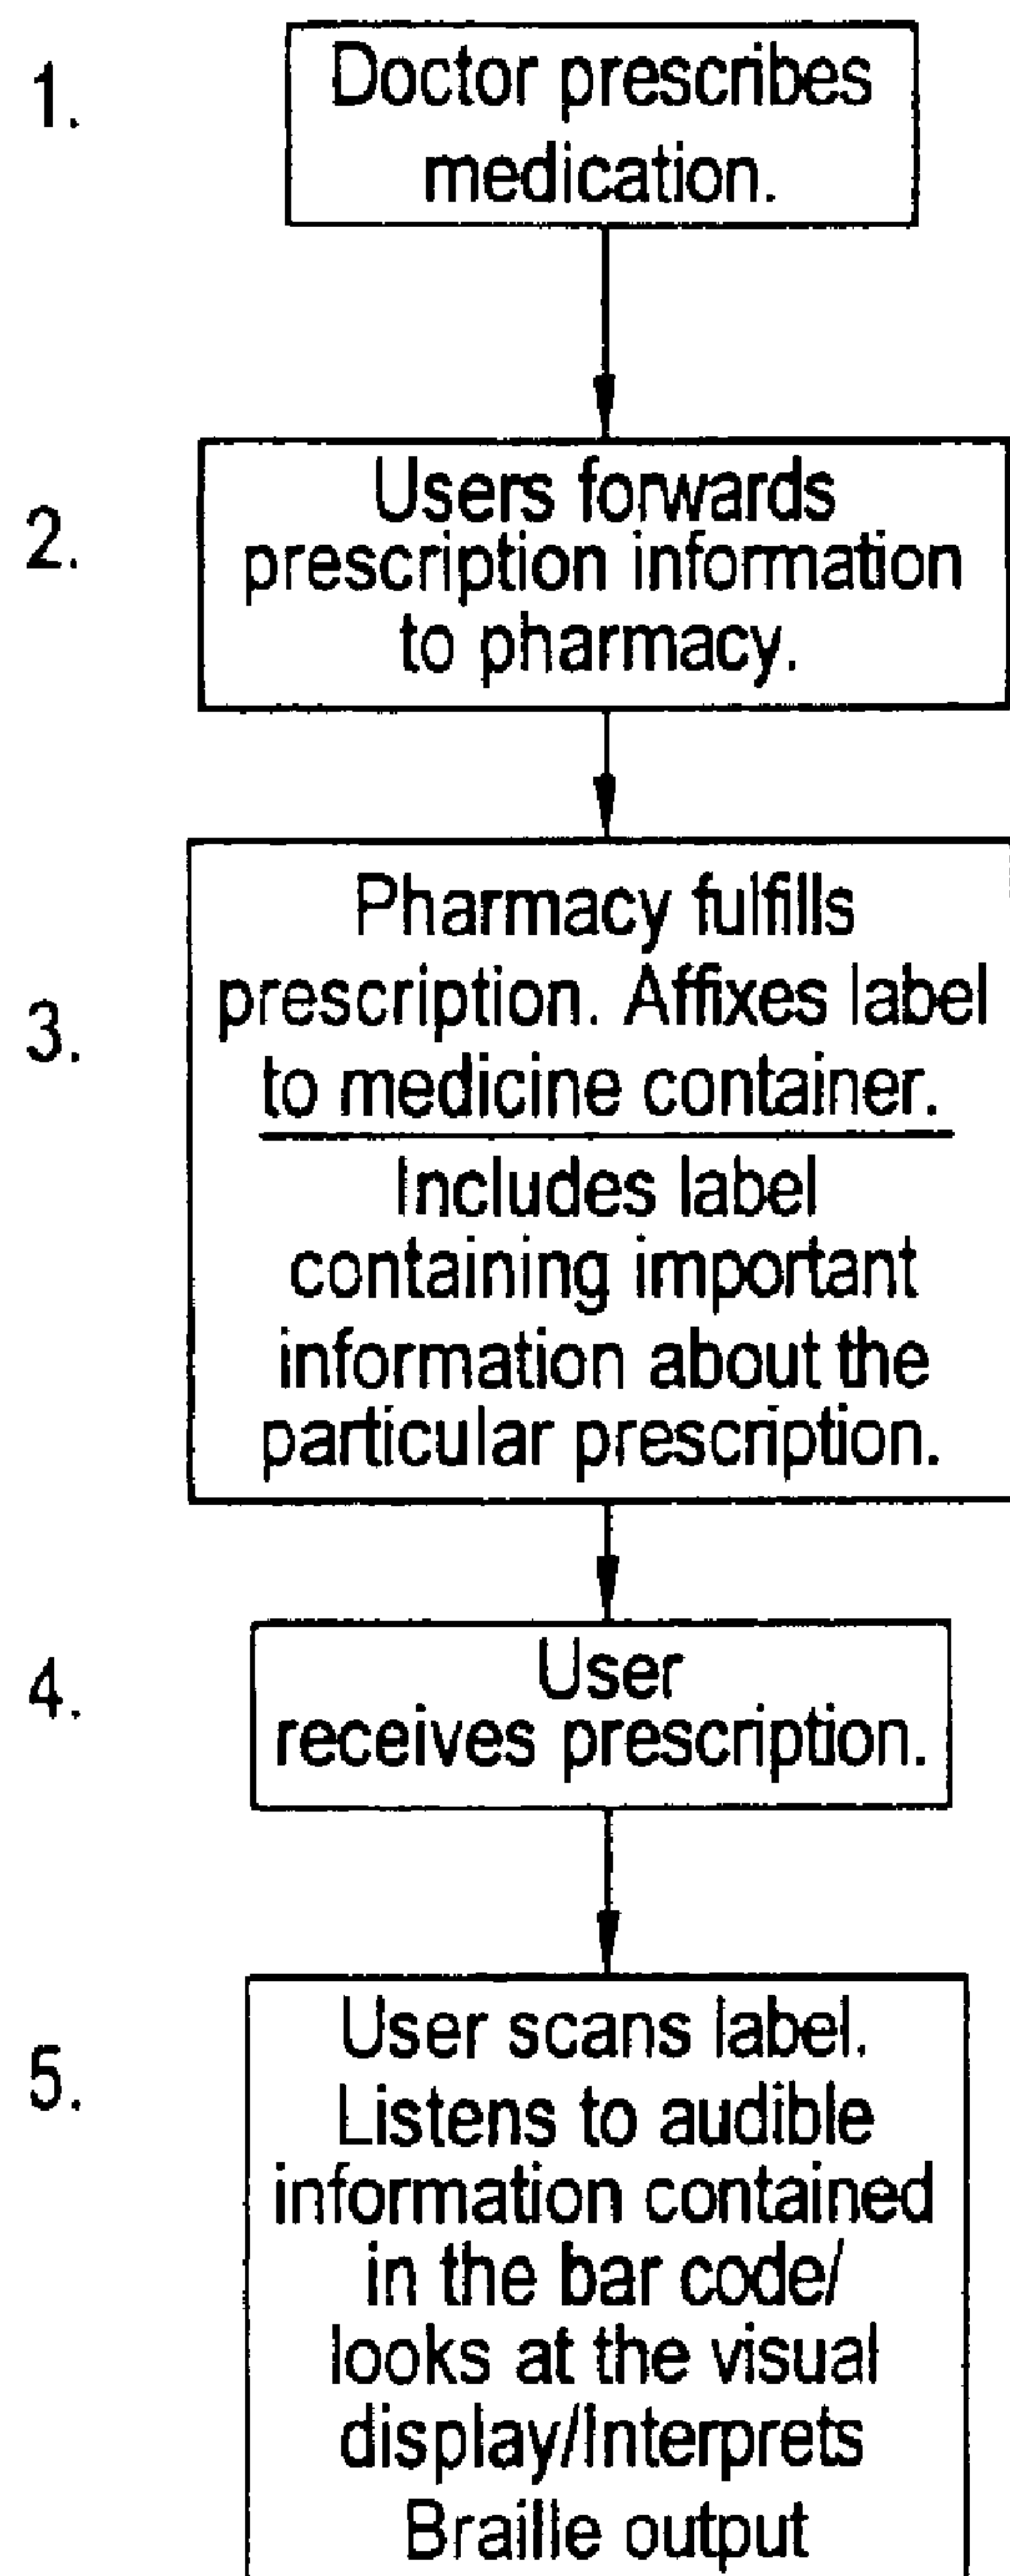 1.
Doctor prescribes
medication.
2.
Users forwards
prescription information
to pharmacy.
3.
Pharmacy fulfills
prescription. Affixes label
to medicine container.
Includes label
containing important
information about the
particular prescription.
4.
User
receives prescription.
5.
User scans label.
Listens to audible
information contained
in the bar code/
looks at the visual
display/Interprets
Braille output